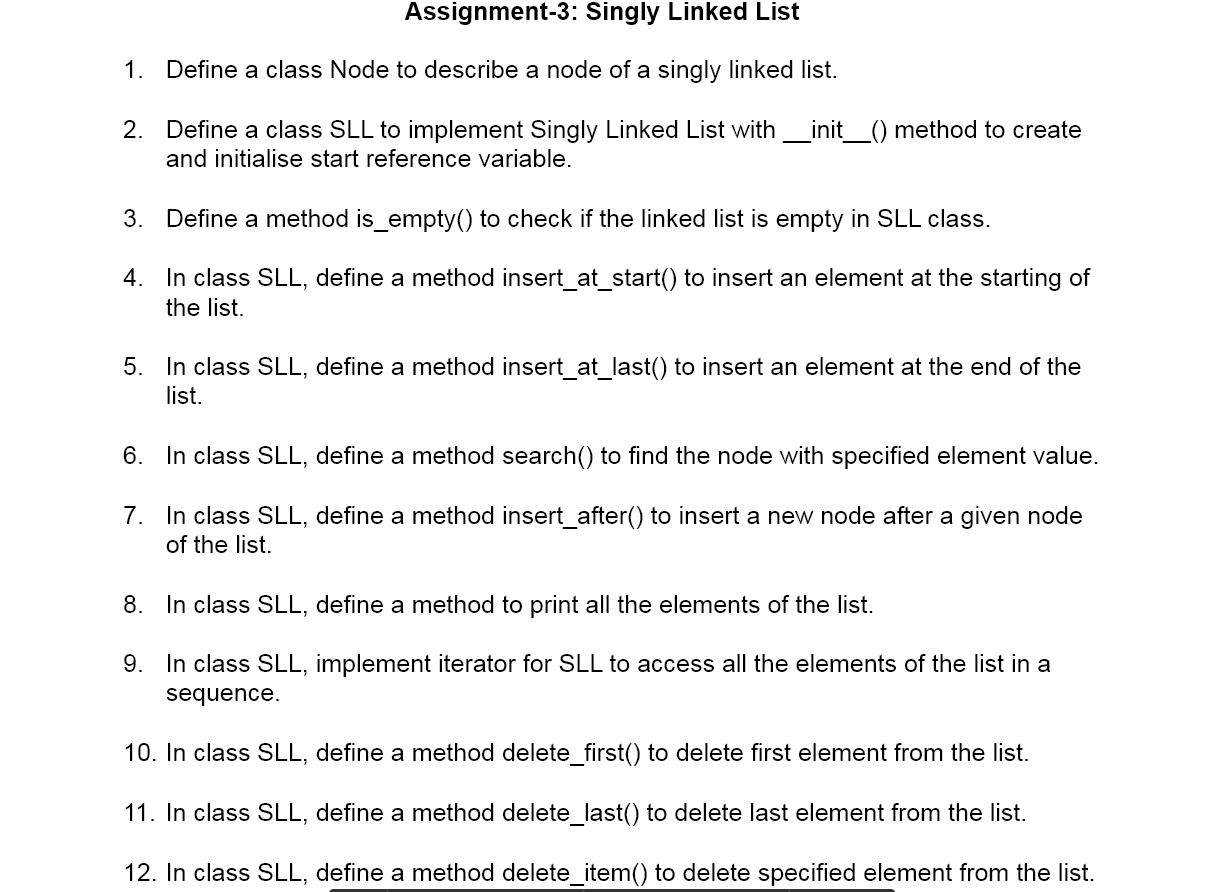 Assignment-3: Singly Linked List
1. Define a class Node to describe a node of a singly linked list.
2. Define a class SLL to implement Singly Linked List with __init__() method to create
and initialise start reference variable.
3. Define a method is_empty() to check if the linked list is empty in SLL class.
4. In class SLL, define a method insert_at_start() to insert an element at the starting of
the list.
5. In class SLL, define a method insert_at_last() to insert an element at the end of the
list.
6. In class SLL, define a method search() to find the node with specified element value.
7. In class SLL, define a method insert_after() to insert a new node after a given node
of the list.
8. In class SLL, define a method to print all the elements of the list.
9. In class SLL, implement iterator for SLL to access all the elements of the list in a
sequence.
10. In class SLL, define a method delete_first() to delete first element from the list.
11. In class SLL, define a method delete_last() to delete last element from the list.
12. In class SLL, define a method delete_item() to delete specified element from the list.